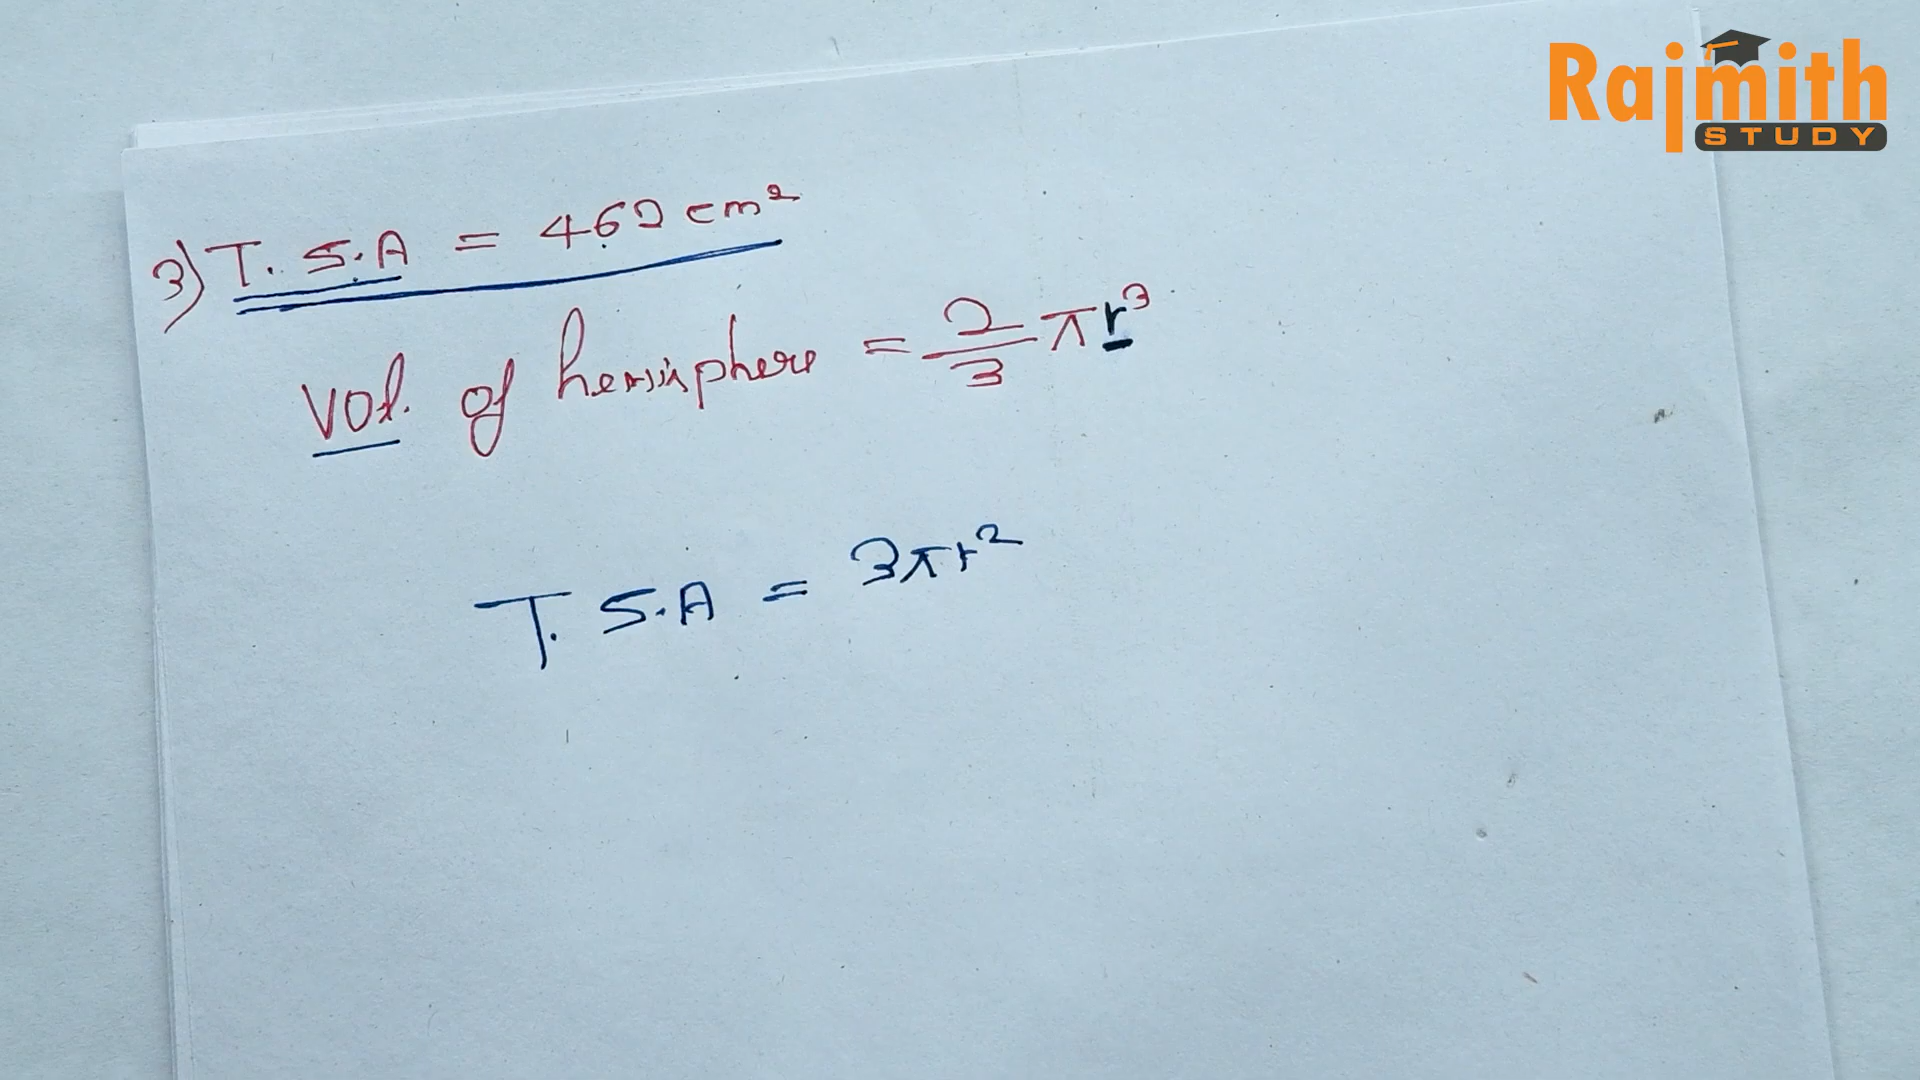 Rajmith
STUDY
3) T. S.A = 462 cm²
Vol. of hemisphere = 2/3 πr³
T. S.A = 3πr²